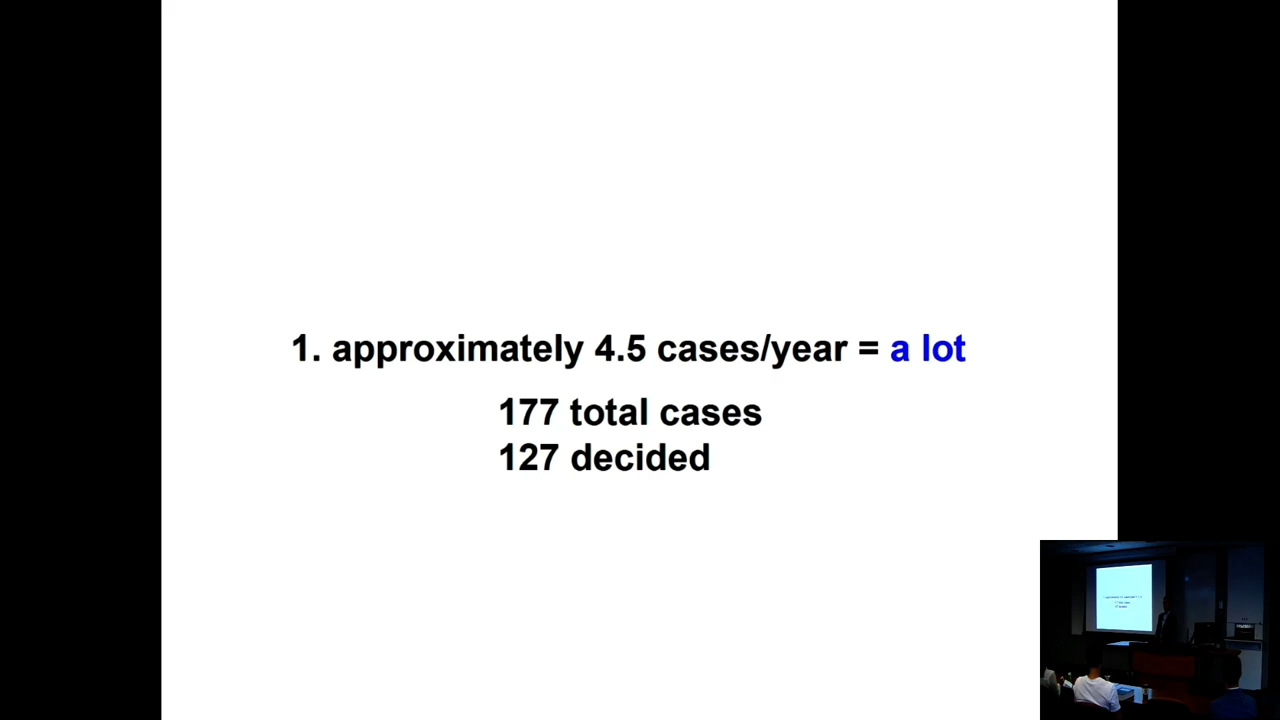 1. approximately 4.5 cases/year = a lot
177 total cases
127 decided